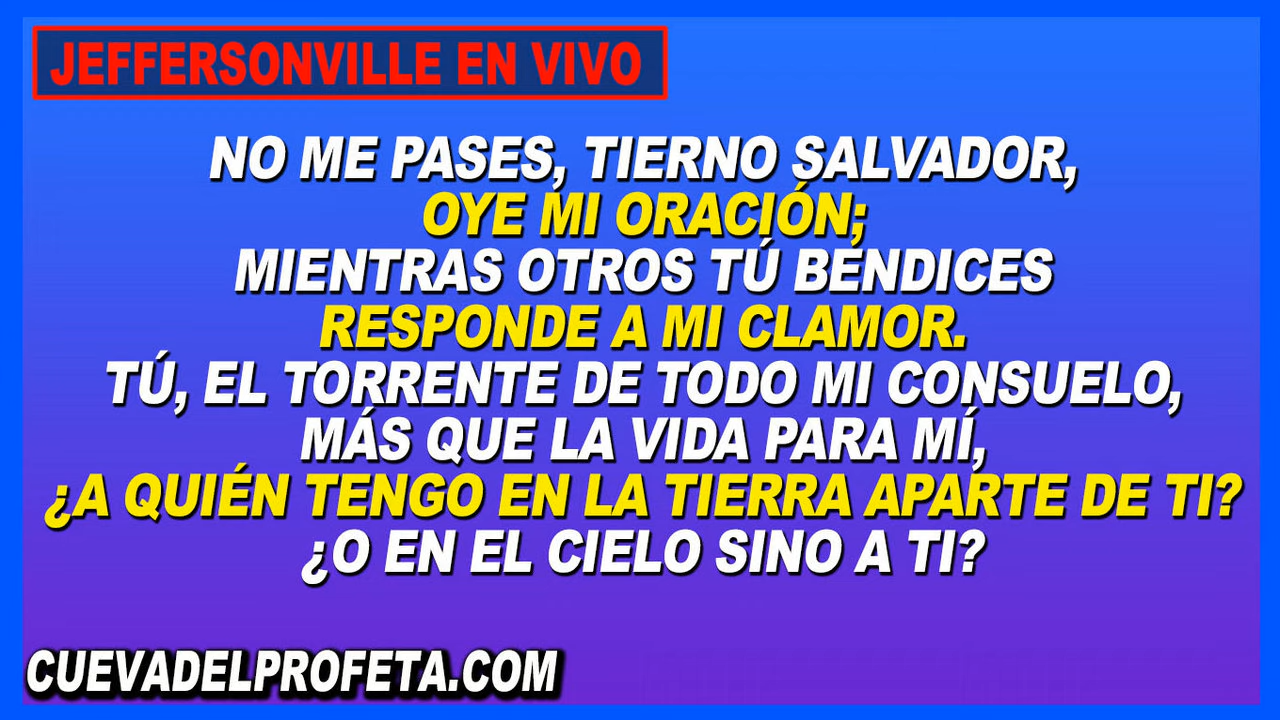 JEFFERSONVILLE EN VIVO
NO ME PASES, TIERNO SALVADOR,
OYE MI ORACIÓN;
MIENTRAS OTROS TÚ BENDICES
RESPONDE A MI CLAMOR.
TÚ, EL TORRENTE DE TODO MI CONSUELO,
MÁS QUE LA VIDA PARA MÍ,
¿A QUIÉN TENGO EN LA TIERRA APARTE DE TI?
¿O EN EL CIELO SINO A TI?
CUEVADELPROFETA.COM